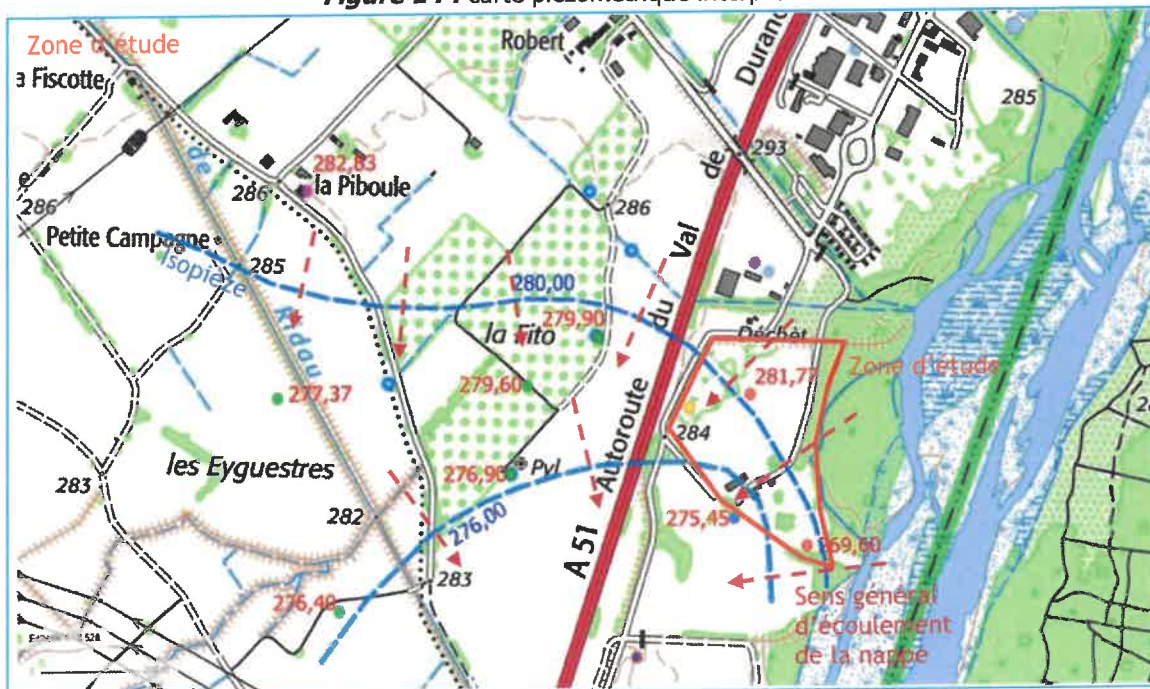 Zone d'étude
Robert
Fiscotte
Durance
285
de
293
282,83
la Piboule
286
286
286
Petite Campagne
de
Isopièze
285
Val
280,00
279,90
la Fito
du
Zone d'étude
281,77
Ridau
277,37
279,60
Autoroute
284
les Eyguestres
276,90
Pyl
283
276,00
275,45
282
A 51
69,60
283
276,40
Sens général
d'écoulement
de la nappe